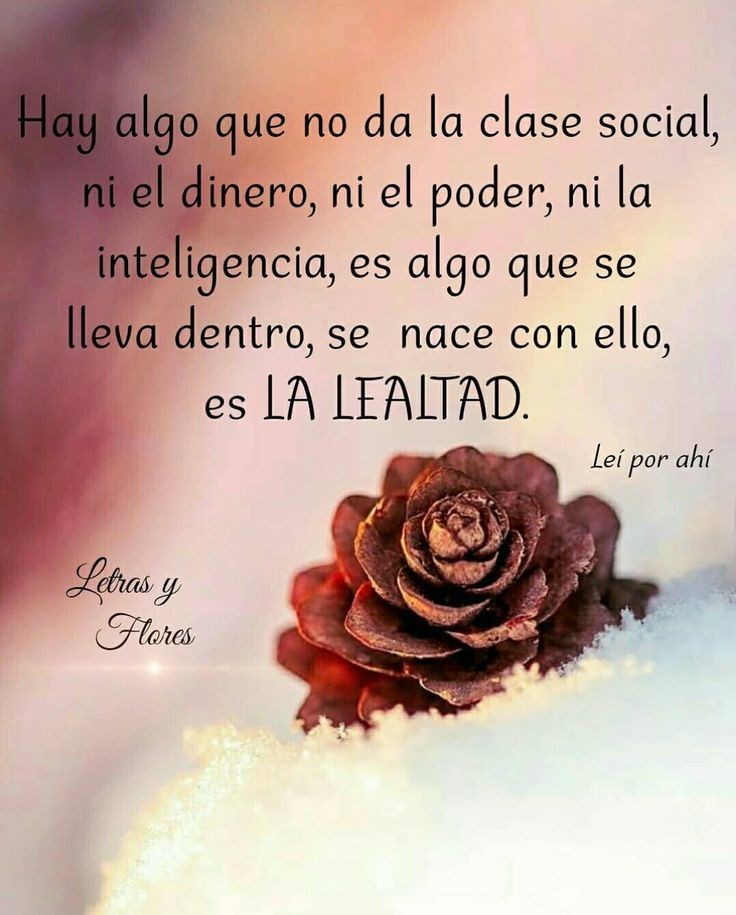 Hay algo que no da la clase social,
ni el dinero, ni el poder, ni la
inteligencia, es algo que se
lleva dentro, se nace con ello,
es LA LEALTAD.
Leí por ahí
Letras y
Flores